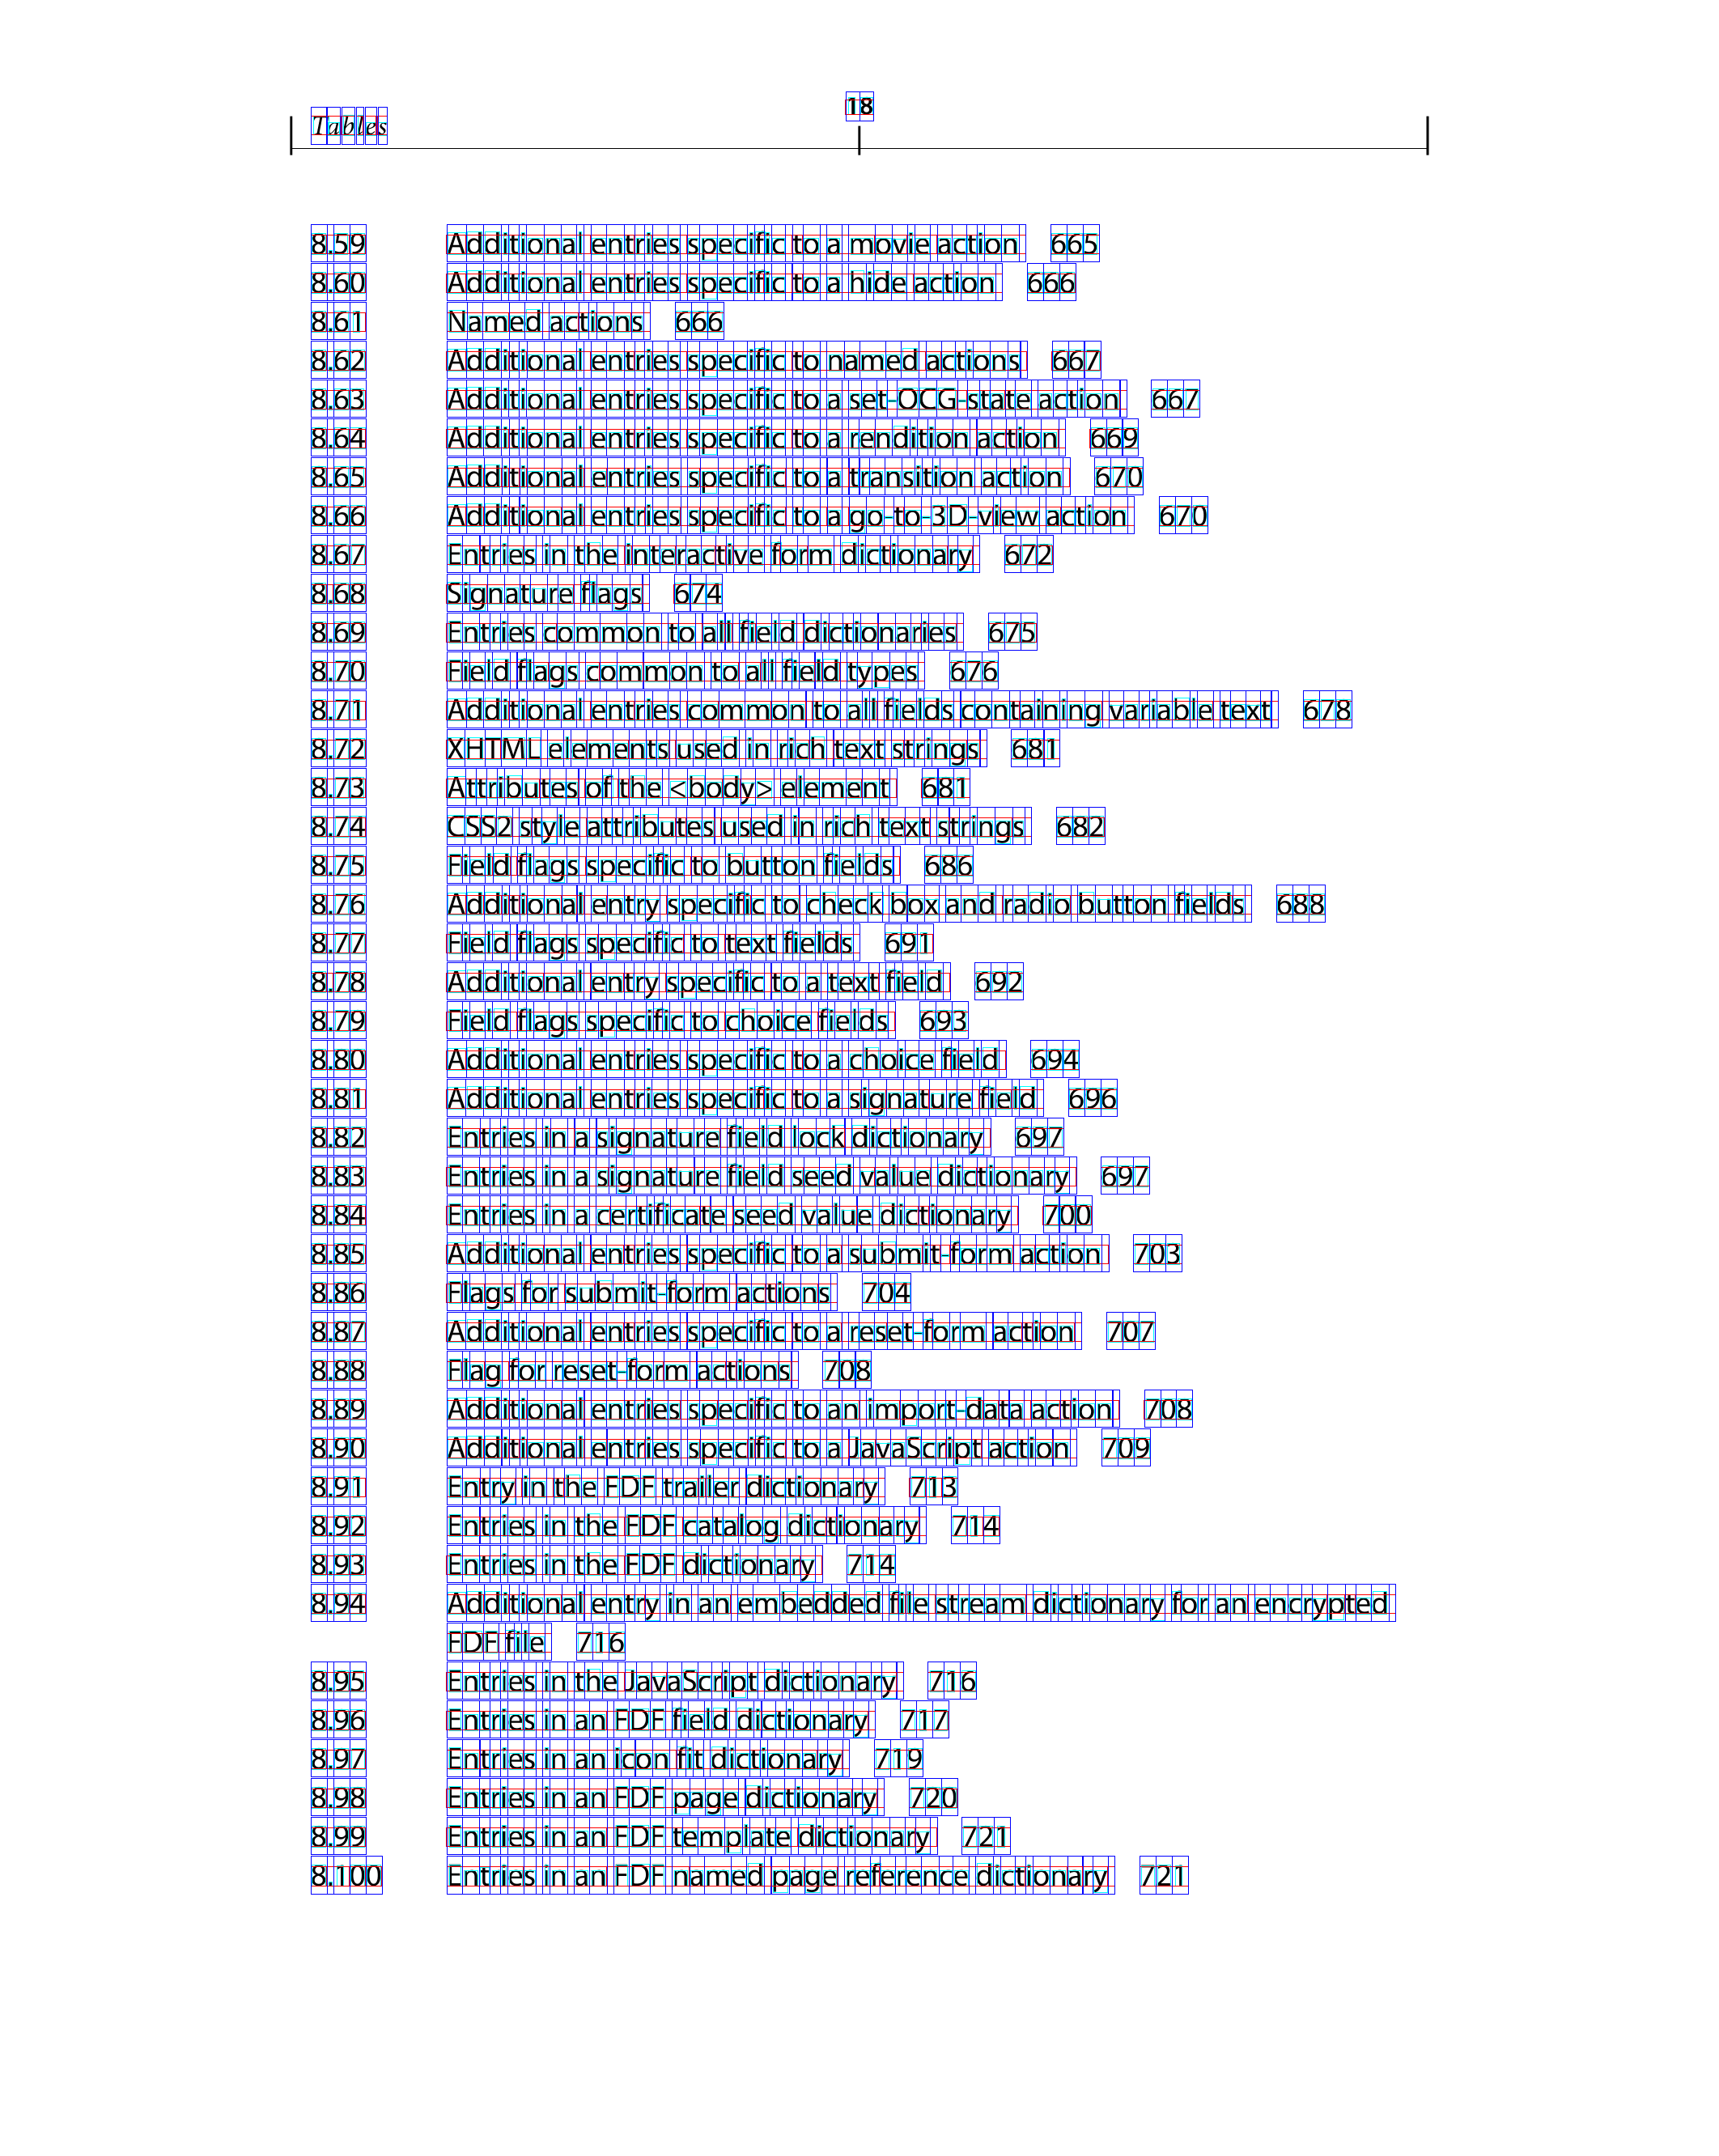 Tables
18
8.59 Additional entries specific to a movie action 665
8.60 Additional entries specific to a hide action 666
8.61 Named actions 666
8.62 Additional entries specific to named actions 667
8.63 Additional entries specific to a set-OCG-state action 667
8.64 Additional entries specific to a rendition action 669
8.65 Additional entries specific to a transition action 670
8.66 Additional entries specific to a go-to-3D-view action 670
8.67 Entries in the interactive form dictionary 672
8.68 Signature flags 674
8.69 Entries common to all field dictionaries 675
8.70 Field flags common to all field types 676
8.71 Additional entries common to all fields containing variable text 678
8.72 XHTML elements used in rich text strings 681
8.73 Attributes of the <body> element 681
8.74 CSS2 style attributes used in rich text strings 682
8.75 Field flags specific to button fields 686
8.76 Additional entry specific to check box and radio button fields 688
8.77 Field flags specific to text fields 691
8.78 Additional entry specific to a text field 692
8.79 Field flags specific to choice fields 693
8.80 Additional entries specific to a choice field 694
8.81 Additional entries specific to a signature field 696
8.82 Entries in a signature field lock dictionary 697
8.83 Entries in a signature field seed value dictionary 697
8.84 Entries in a certificate seed value dictionary 700
8.85 Additional entries specific to a submit-form action 703
8.86 Flags for submit-form actions 704
8.87 Additional entries specific to a reset-form action 707
8.88 Flag for reset-form actions 708
8.89 Additional entries specific to an import-data action 708
8.90 Additional entries specific to a JavaScript action 709
8.91 Entry in the FDF trailer dictionary 713
8.92 Entries in the FDF catalog dictionary 714
8.93 Entries in the FDF dictionary 714
8.94 Additional entry in an embedded file stream dictionary for an encrypted
FDF file 716
8.95 Entries in the JavaScript dictionary 716
8.96 Entries in an FDF field dictionary 717
8.97 Entries in an icon fit dictionary 719
8.98 Entries in an FDF page dictionary 720
8.99 Entries in an FDF template dictionary 721
8.100 Entries in an FDF named page reference dictionary 721